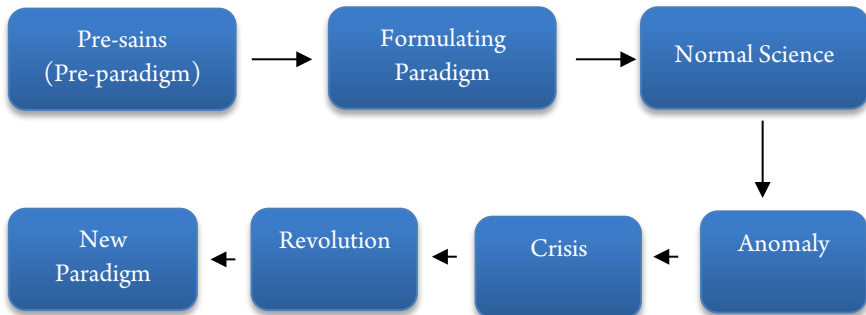 Pre-sains
(Pre-paradigm)
Formulating
Paradigm
Normal Science
Anomaly
Crisis
Revolution
New
Paradigm